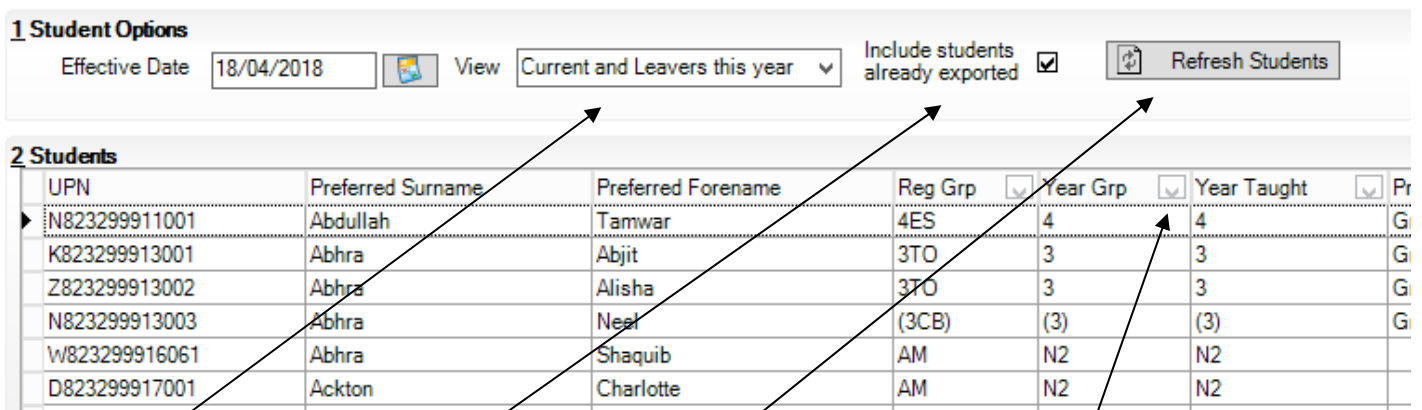 1 Student Options
Effective Date 18/04/2018 View Current and Leavers this year Include students already exported Refresh Students
2 Students
UPN Preferred Surname Preferred Forename Reg Grp Year Grp Year Taught Pr
N823299911001 Abdullah Tamwar 4ES 4 4 G
K823299913001 Abhra Abjit 3TO 3 3 G
Z823299913002 Abhra Alisha 3TO 3 3 G
N823299913003 Abhra Neel (3CB) (3) (3) G
W823299916061 Abhra Shaquib AM N2 N2
D823299917001 Ackton Charlotte AM N2 N2